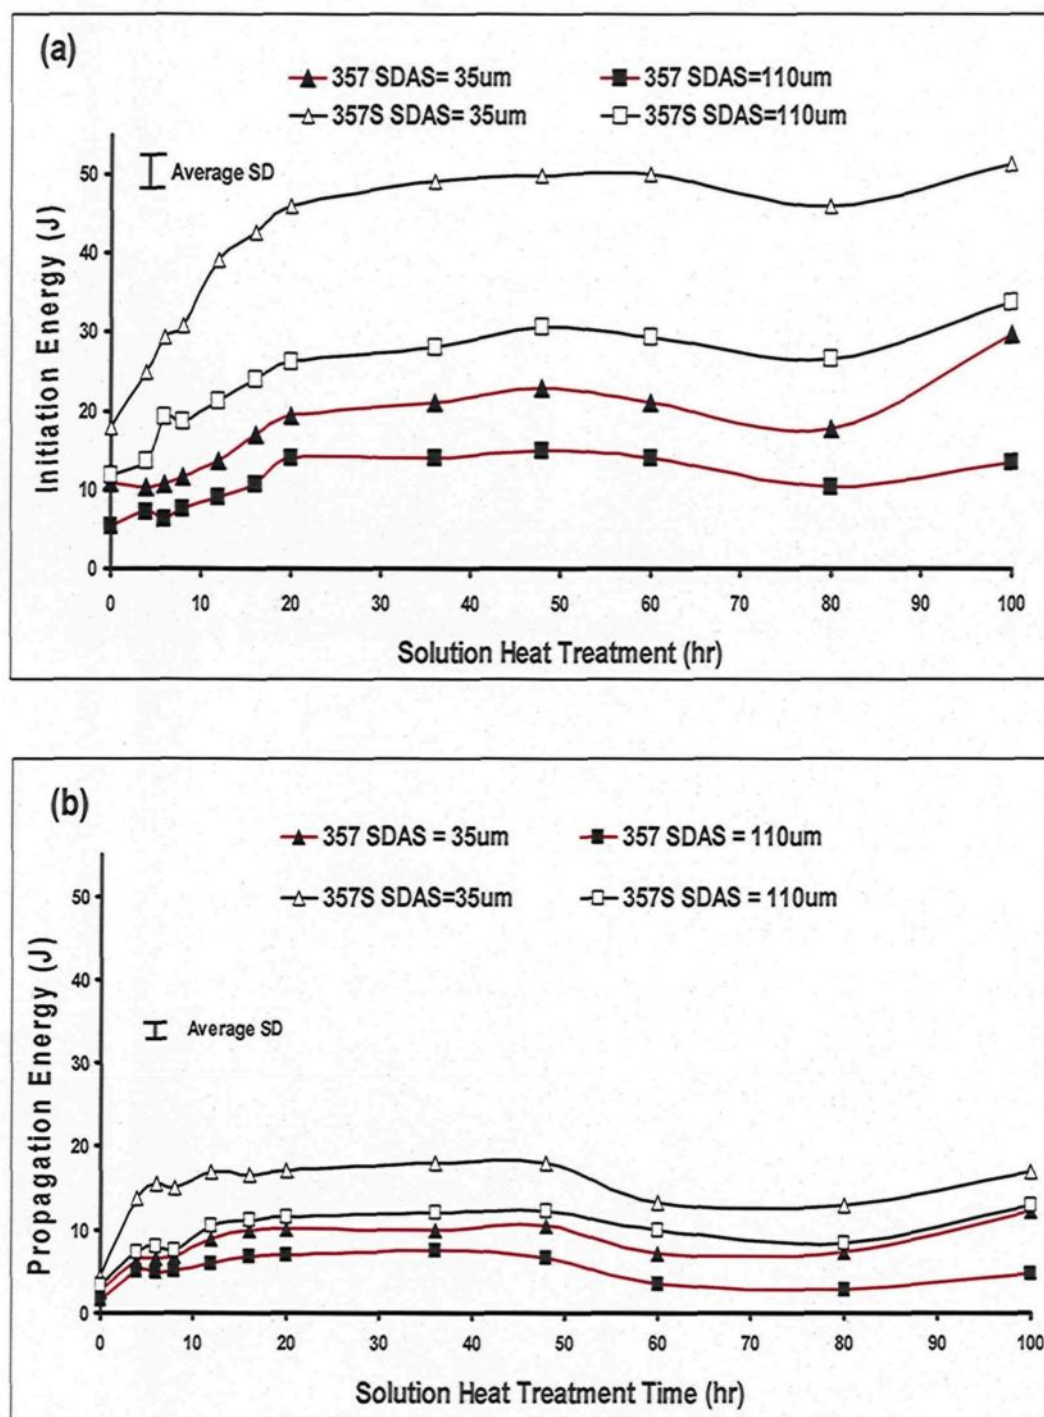 (a)
357 SDAS= 35um 357 SDAS=110um
357S SDAS= 35um 357S SDAS=110um
Average SD
Initiation Energy (J)
50
40
30
20
10
0
0 10 20 30 40 50 60 70 80 90 100
Solution Heat Treatment (hr)
(b)
357 SDAS = 35um 357 SDAS = 110um
357S SDAS=35um 357S SDAS = 110um
Average SD
Propagation Energy (J)
50
40
30
20
10
0
0 10 20 30 40 50 60 70 80 90 100
Solution Heat Treatment Time (hr)